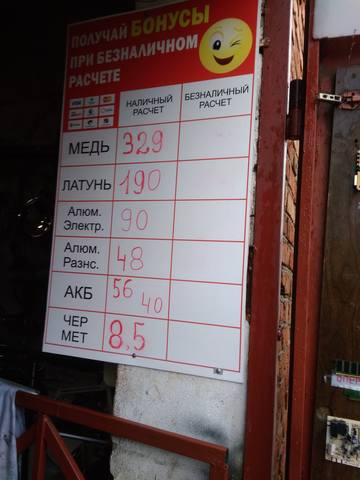 ПОЛУЧАЙ БОНУСЫ
ПРИ БЕЗНАЛИЧНОМ
РАСЧЕТЕ
НАЛИЧНЫЙ РАСЧЕТ БЕЗНАЛИЧНЫЙ РАСЧЕТ
МЕДЬ 329
ЛАТУНЬ 190
Алюм. Электр. 90
Алюм. Разнс. 48
АКБ 56 40
ЧЕР МЕТ 8.5